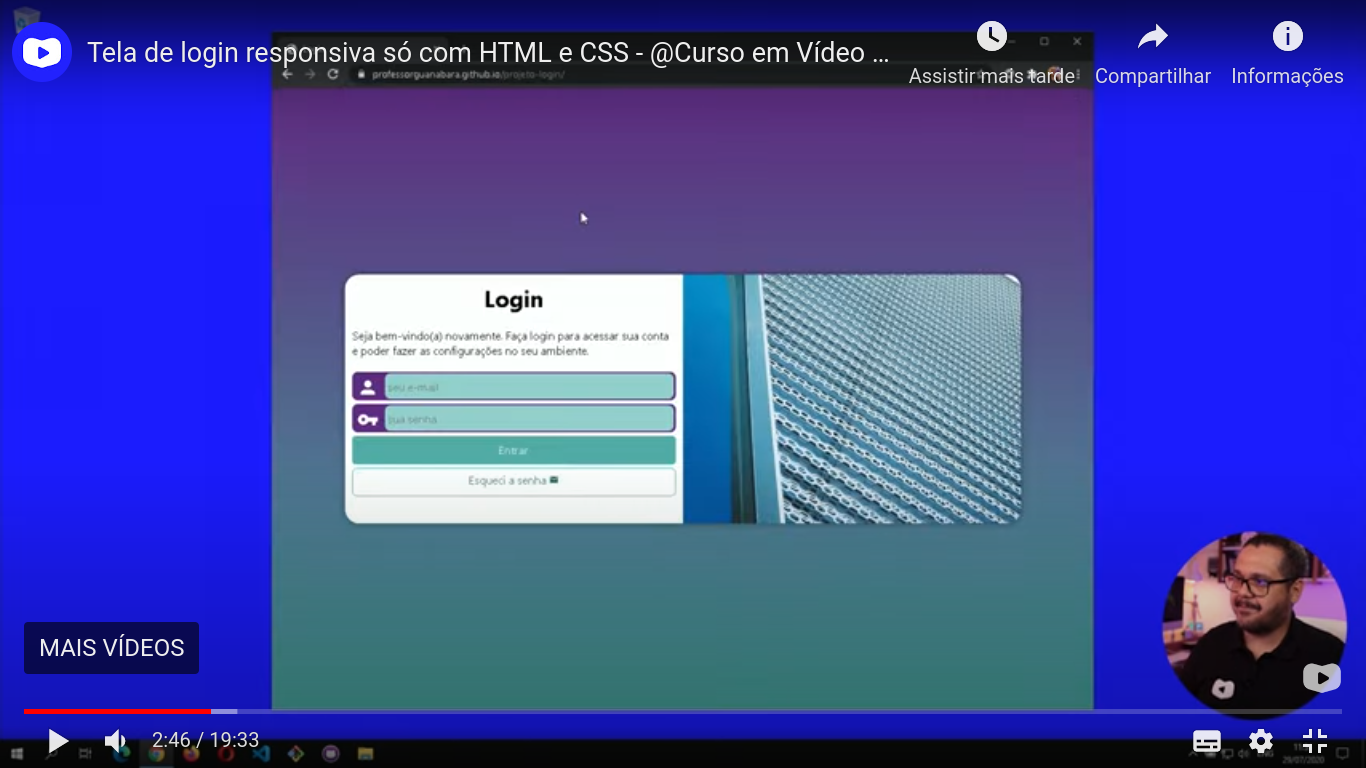 Tela de login responsiva só com HTML e CSS - @Curso em Vídeo ...
Assistir mais tarde
Compartilhar
Informações
professorguanabara.github.io/projeto-login/
Login
Seja bem-vindo(a) novamente. Faça login para acessar sua conta
e poder fazer as configurações no seu ambiente.
seu e-mail
sua senha
Entrar
Esqueci a senha
MAIS VÍDEOS
2:46 / 19:33
29/07/2020